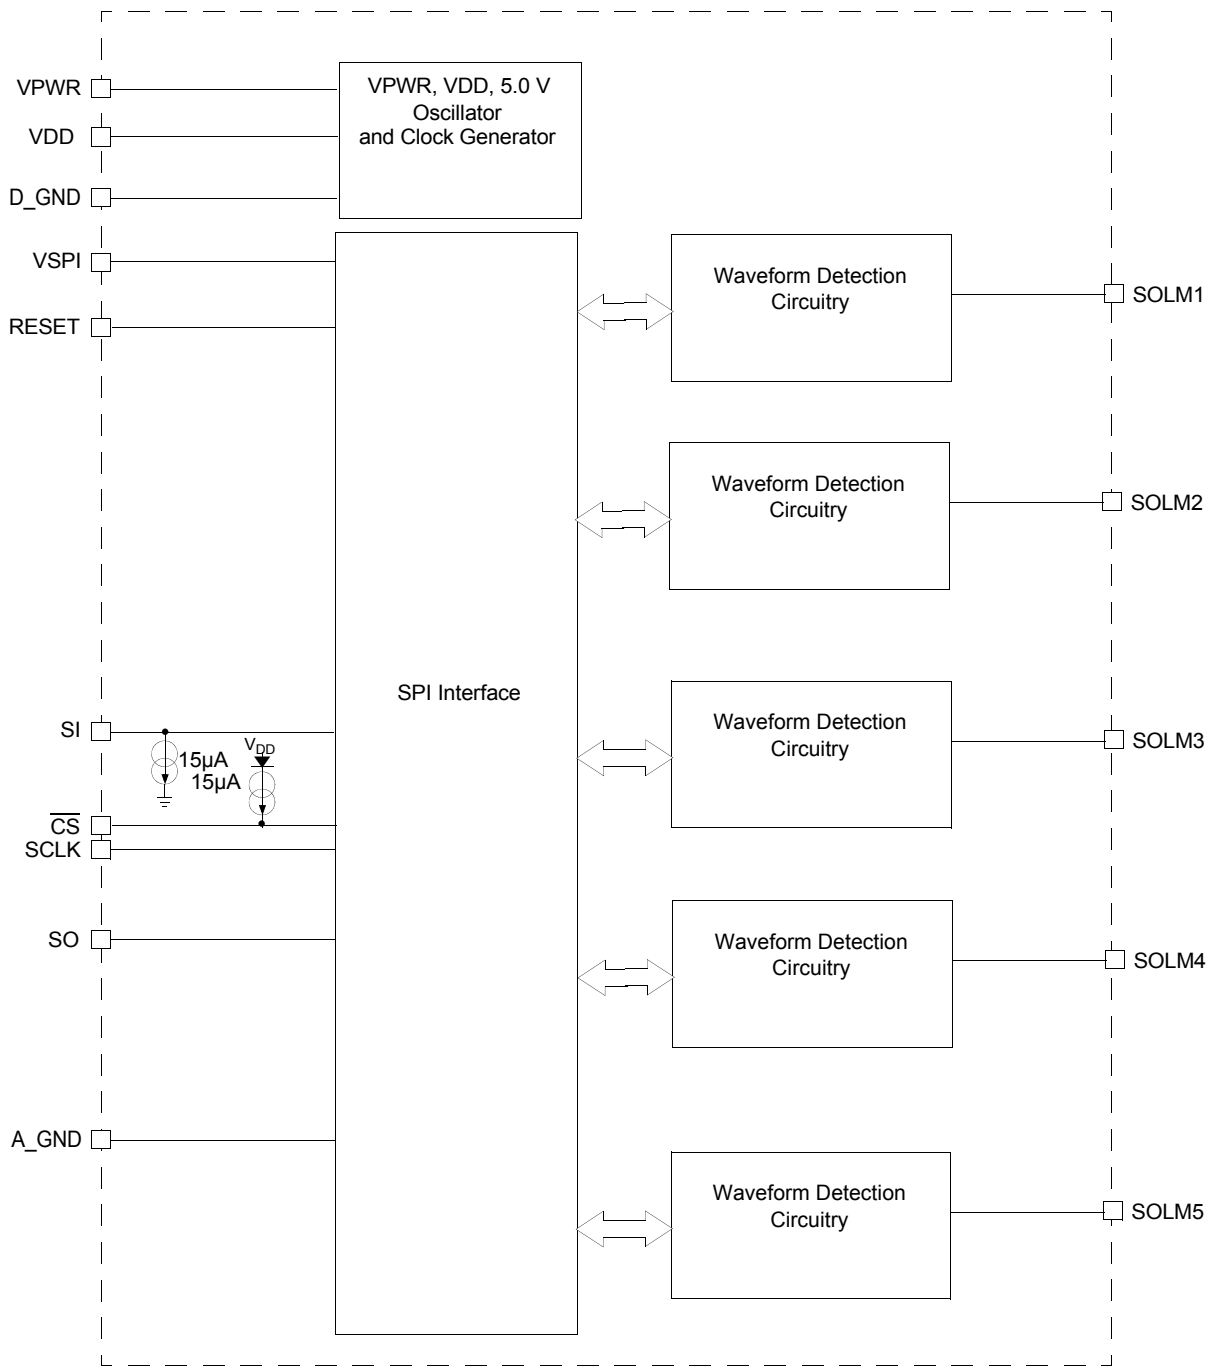 VPWR
VDD
D_GND
VPWR, VDD, 5.0 V
Oscillator
and Clock Generator
VSPI
RESET
SI
15µA
VDD
15µA
CS
SCLK
SO
A_GND
SPI Interface
Waveform Detection
Circuitry
SOLM1
Waveform Detection
Circuitry
SOLM2
Waveform Detection
Circuitry
SOLM3
Waveform Detection
Circuitry
SOLM4
Waveform Detection
Circuitry
SOLM5